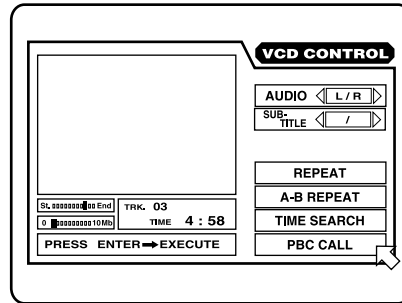 VCD CONTROL
AUDIO L / R
SUB-TITLE /
REPEAT
A-B REPEAT
TIME SEARCH
PBC CALL
St. End
0 10Mb
TRK. 03
TIME 4 : 58
PRESS ENTER➡EXECUTE